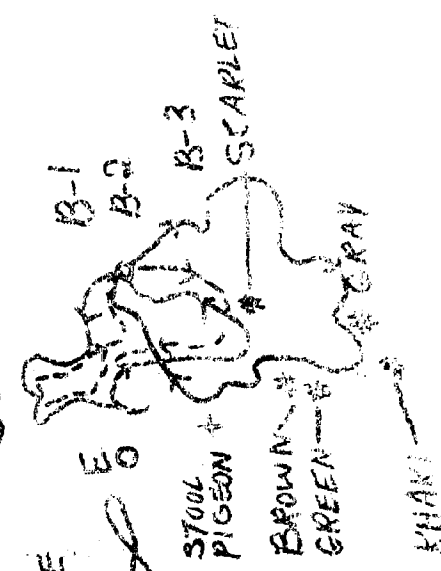 B-1
E
B-2
O
B-3
STOOL
PIGEON +
SCARLET
BROWN
GREEN
GRAY
KHAKI